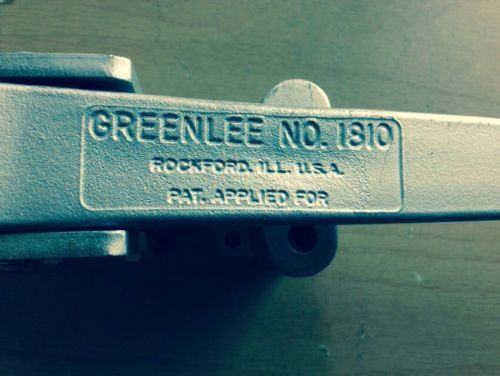 GREENLEE NO. 1810
ROCKFORD, ILL. U.S.A.
PAT. APPLIED FOR